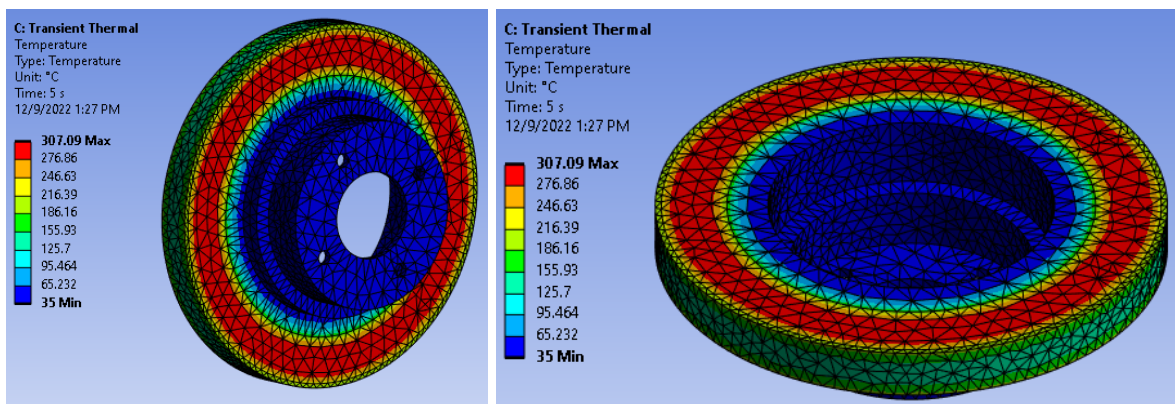 C: Transient Thermal
Temperature
Type: Temperature
Unit: °C
Time: 5 s
12/9/2022 1:27 PM
307.09 Max
276.86
246.63
216.39
186.16
155.93
125.7
95.464
65.232
35 Min
C: Transient Thermal
Temperature
Type: Temperature
Unit: °C
Time: 5 s
12/9/2022 1:27 PM
307.09 Max
276.86
246.63
216.39
186.16
155.93
125.7
95.464
65.232
35 Min